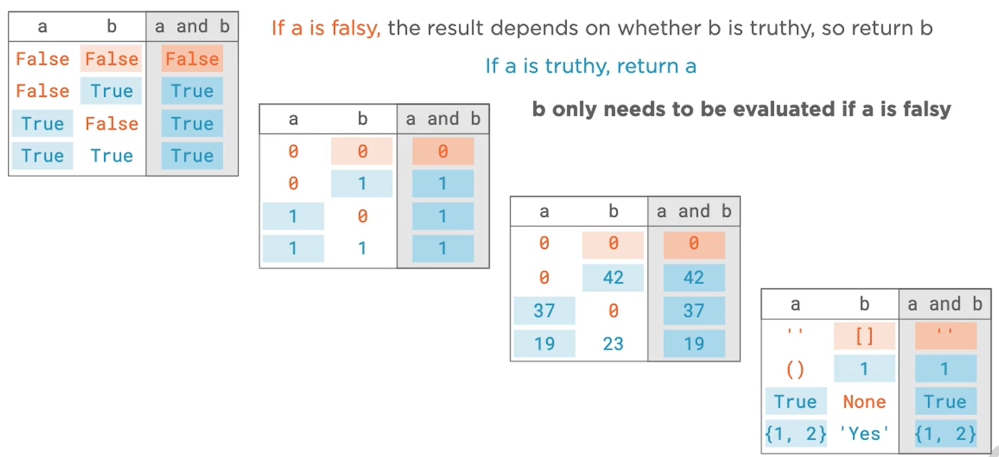 a b a and b
False False False
False True True
True False True
True True True
If a is falsy, the result depends on whether b is truthy, so return b
If a is truthy, return a
b only needs to be evaluated if a is falsy
a b a and b
0 0 0
0 1 1
1 0 1
1 1 1
a b a and b
0 0 0
0 42 42
37 0 37
19 23 19
a b a and b
'' [] ''
() 1 1
True None True
{1, 2} 'Yes' {1, 2}